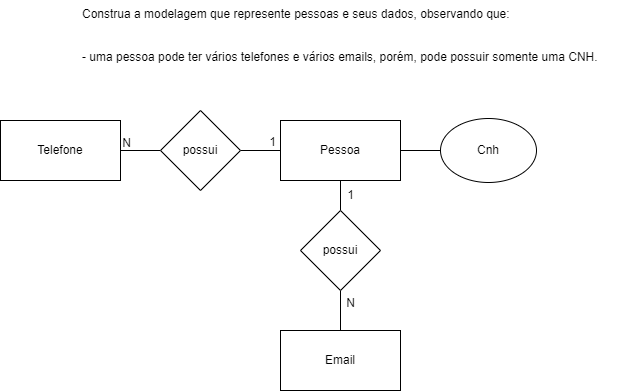 Construa a modelagem que represente pessoas e seus dados, observando que:
- uma pessoa pode ter vários telefones e vários emails, porém, pode possuir somente uma CNH.
Telefone
N
possui
1
Pessoa
Cnh
1
possui
N
Email